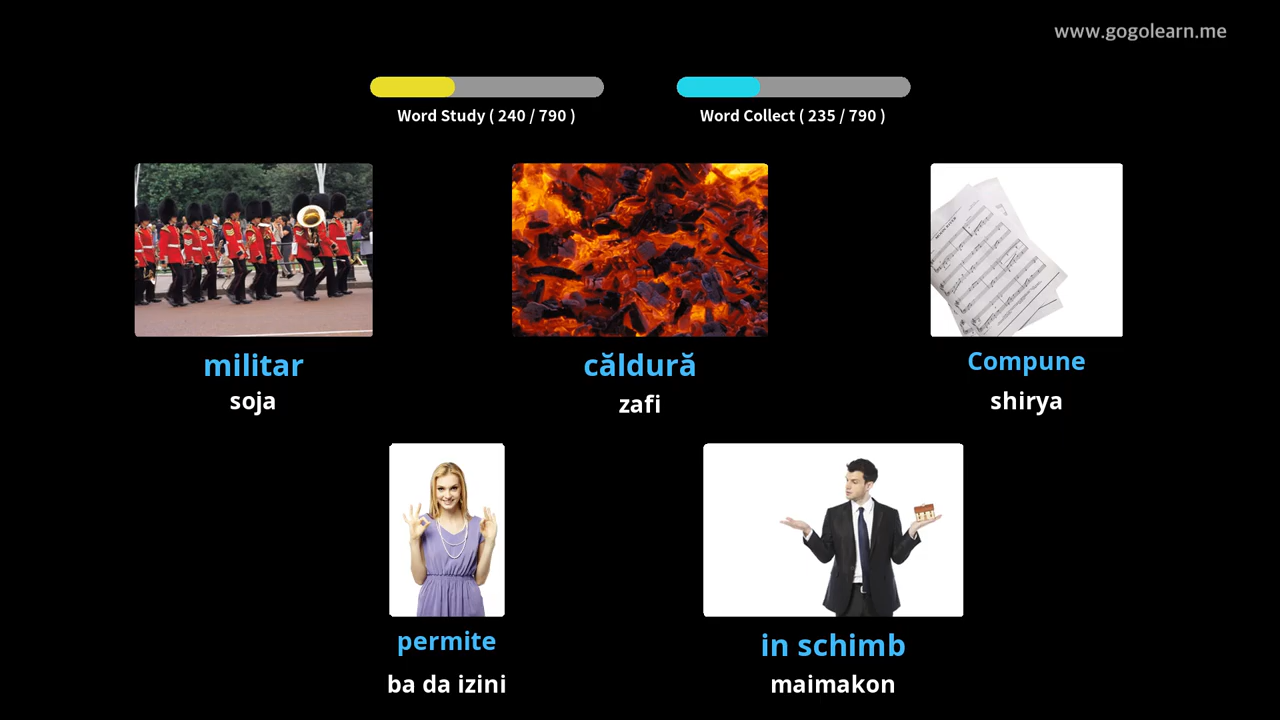 www.gogolearn.me
Word Study ( 240 / 790 )
Word Collect ( 235 / 790 )
militar
soja
căldură
zafi
Compune
shirya
permite
ba da izini
in schimb
maimakon